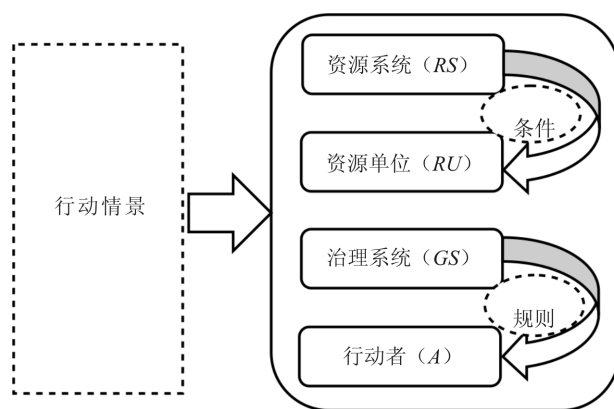 资源系统（RS）
条件
资源单位（RU）
行动情景
治理系统（GS）
规则
行动者（A）